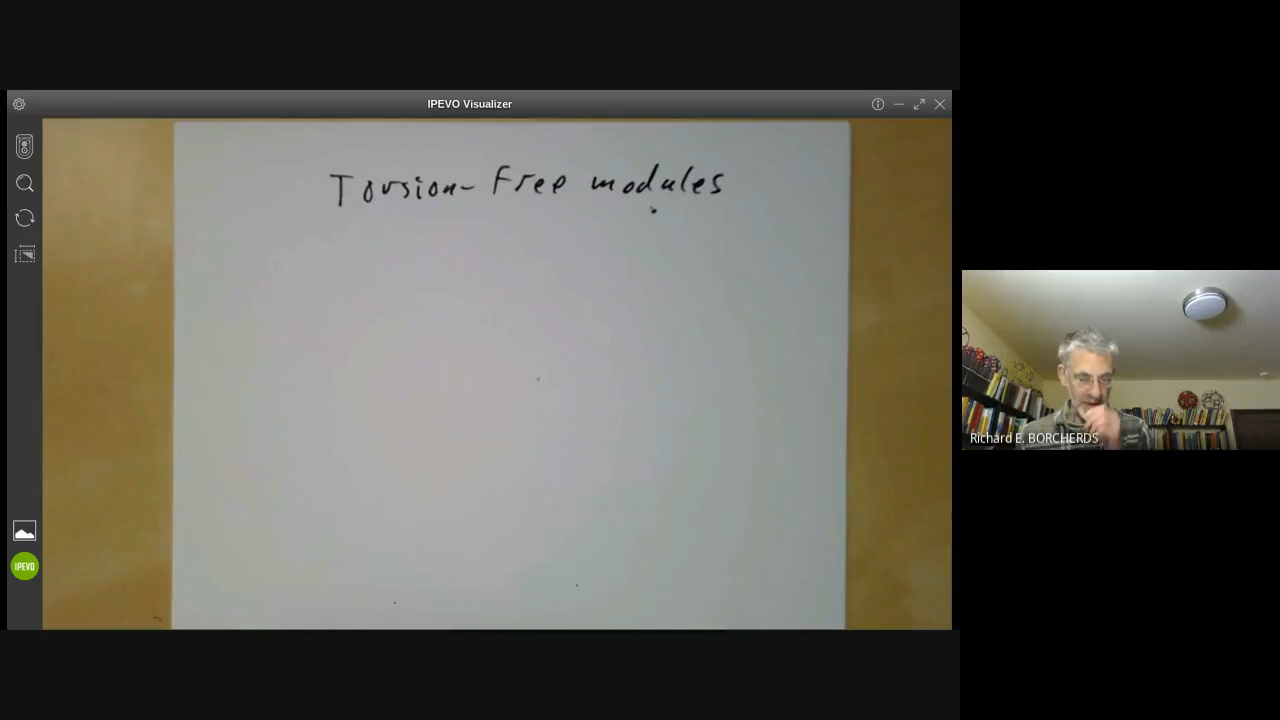 IPEVO Visualizer
Torsion-Free modules
Richard E. BORCHERDS
IPEVO